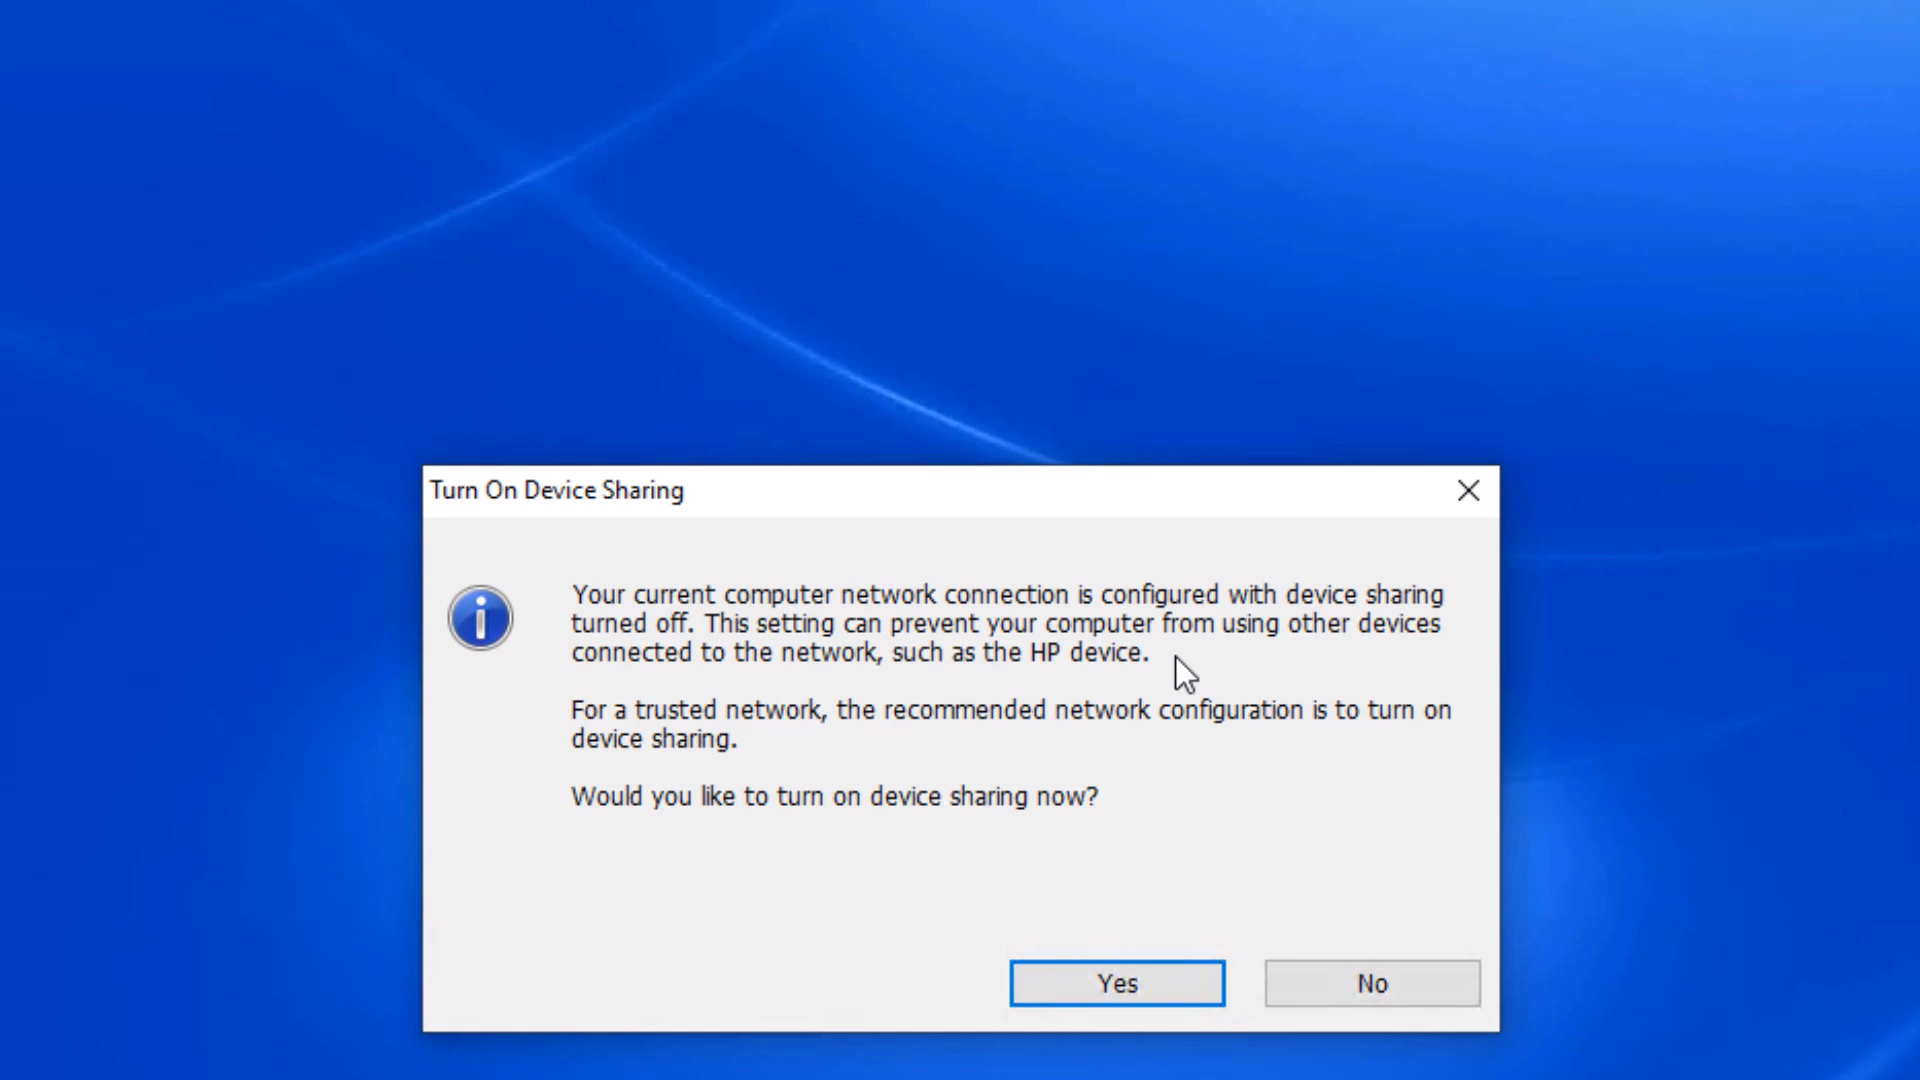 Turn On Device Sharing
Your current computer network connection is configured with device sharing
turned off. This setting can prevent your computer from using other devices
connected to the network, such as the HP device.
For a trusted network, the recommended network configuration is to turn on
device sharing.
Would you like to turn on device sharing now?
Yes
No